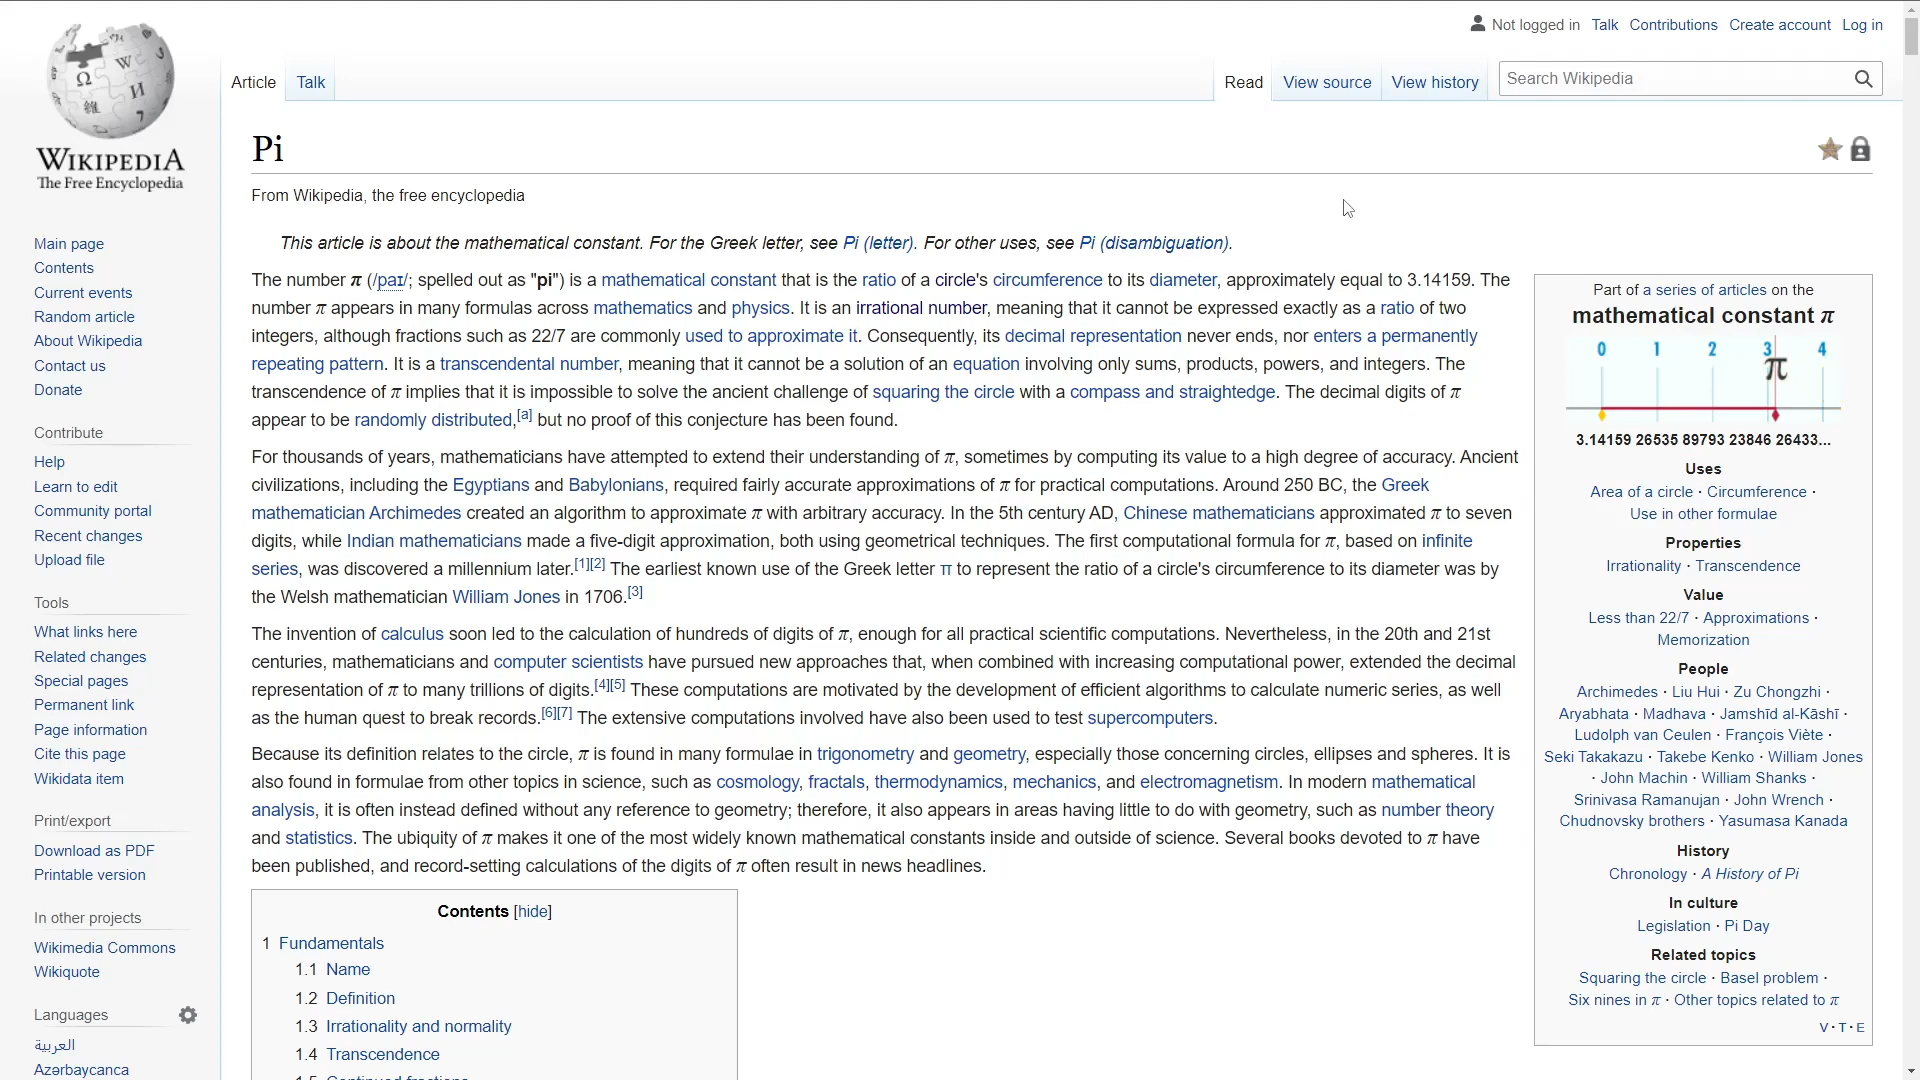 Not logged in Talk Contributions Create account Log in
Article Talk
Read View source View history Search Wikipedia
WIKIPEDIA
The Free Encyclopedia
Main page
Contents
Current events
Random article
About Wikipedia
Contact us
Donate
Contribute
Help
Learn to edit
Community portal
Recent changes
Upload file
Tools
What links here
Related changes
Special pages
Permanent link
Page information
Cite this page
Wikidata item
Print/export
Download as PDF
Printable version
In other projects
Wikimedia Commons
Wikiquote
Languages
العربية
Azərbaycanca
Pi
From Wikipedia, the free encyclopedia
This article is about the mathematical constant. For the Greek letter, see Pi (letter). For other uses, see Pi (disambiguation).
The number π (/paɪ/; spelled out as "pi") is a mathematical constant that is the ratio of a circle's circumference to its diameter, approximately equal to 3.14159. The
number π appears in many formulas across mathematics and physics. It is an irrational number, meaning that it cannot be expressed exactly as a ratio of two
integers, although fractions such as 22/7 are commonly used to approximate it. Consequently, its decimal representation never ends, nor enters a permanently
repeating pattern. It is a transcendental number, meaning that it cannot be a solution of an equation involving only sums, products, powers, and integers. The
transcendence of π implies that it is impossible to solve the ancient challenge of squaring the circle with a compass and straightedge. The decimal digits of π
appear to be randomly distributed,[a] but no proof of this conjecture has been found.
For thousands of years, mathematicians have attempted to extend their understanding of π, sometimes by computing its value to a high degree of accuracy. Ancient
civilizations, including the Egyptians and Babylonians, required fairly accurate approximations of π for practical computations. Around 250 BC, the Greek
mathematician Archimedes created an algorithm to approximate π with arbitrary accuracy. In the 5th century AD, Chinese mathematicians approximated π to seven
digits, while Indian mathematicians made a five-digit approximation, both using geometrical techniques. The first computational formula for π, based on infinite
series, was discovered a millennium later.[1][2] The earliest known use of the Greek letter π to represent the ratio of a circle's circumference to its diameter was by
the Welsh mathematician William Jones in 1706.[3]
The invention of calculus soon led to the calculation of hundreds of digits of π, enough for all practical scientific computations. Nevertheless, in the 20th and 21st
centuries, mathematicians and computer scientists have pursued new approaches that, when combined with increasing computational power, extended the decimal
representation of π to many trillions of digits.[4][5] These computations are motivated by the development of efficient algorithms to calculate numeric series, as well
as the human quest to break records.[6][7] The extensive computations involved have also been used to test supercomputers.
Because its definition relates to the circle, π is found in many formulae in trigonometry and geometry, especially those concerning circles, ellipses and spheres. It is
also found in formulae from other topics in science, such as cosmology, fractals, thermodynamics, mechanics, and electromagnetism. In modern mathematical
analysis, it is often instead defined without any reference to geometry; therefore, it also appears in areas having little to do with geometry, such as number theory
and statistics. The ubiquity of π makes it one of the most widely known mathematical constants inside and outside of science. Several books devoted to π have
been published, and record-setting calculations of the digits of π often result in news headlines.
Contents [hide]
1 Fundamentals
1.1 Name
1.2 Definition
1.3 Irrationality and normality
1.4 Transcendence
Part of a series of articles on the
mathematical constant π
0 1 2 3 4
π
3.14159 26535 89793 23846 26433...
Uses
Area of a circle · Circumference ·
Use in other formulae
Properties
Irrationality · Transcendence
Value
Less than 22/7 · Approximations ·
Memorization
People
Archimedes · Liu Hui · Zu Chongzhi ·
Aryabhata · Madhava · Jamshīd al-Kāshī ·
Ludolph van Ceulen · François Viète ·
Seki Takakazu · Takebe Kenko · William Jones
· John Machin · William Shanks ·
Srinivasa Ramanujan · John Wrench ·
Chudnovsky brothers · Yasumasa Kanada
History
Chronology · A History of Pi
In culture
Legislation · Pi Day
Related topics
Squaring the circle · Basel problem ·
Six nines in π · Other topics related to π
V · T · E